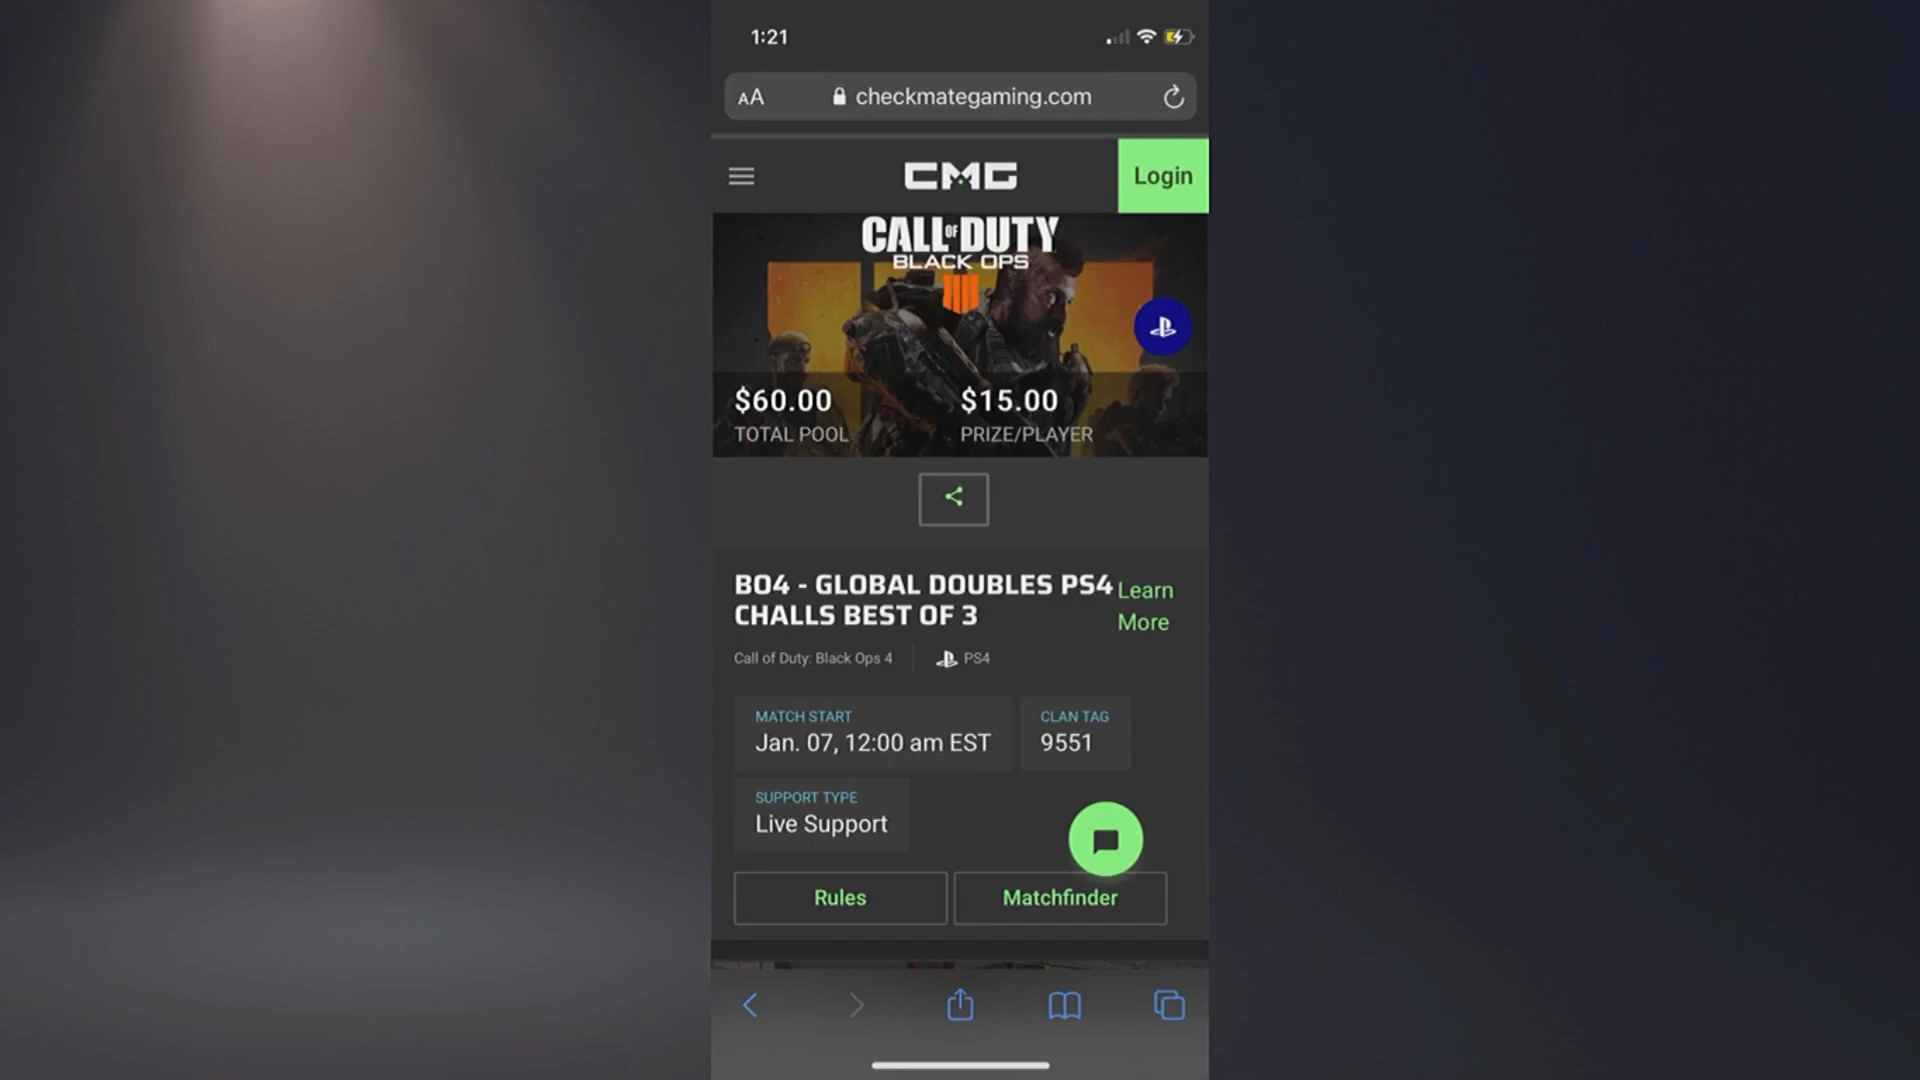 1:21
AA checkmategaming.com
CMG
Login
CALL OF DUTY
BLACK OPS
IIII
$60.00
TOTAL POOL
$15.00
PRIZE/PLAYER
BO4 - GLOBAL DOUBLES PS4
CHALLS BEST OF 3
Learn
More
Call of Duty: Black Ops 4
PS4
MATCH START
Jan. 07, 12:00 am EST
CLAN TAG
9551
SUPPORT TYPE
Live Support
Rules
Matchfinder